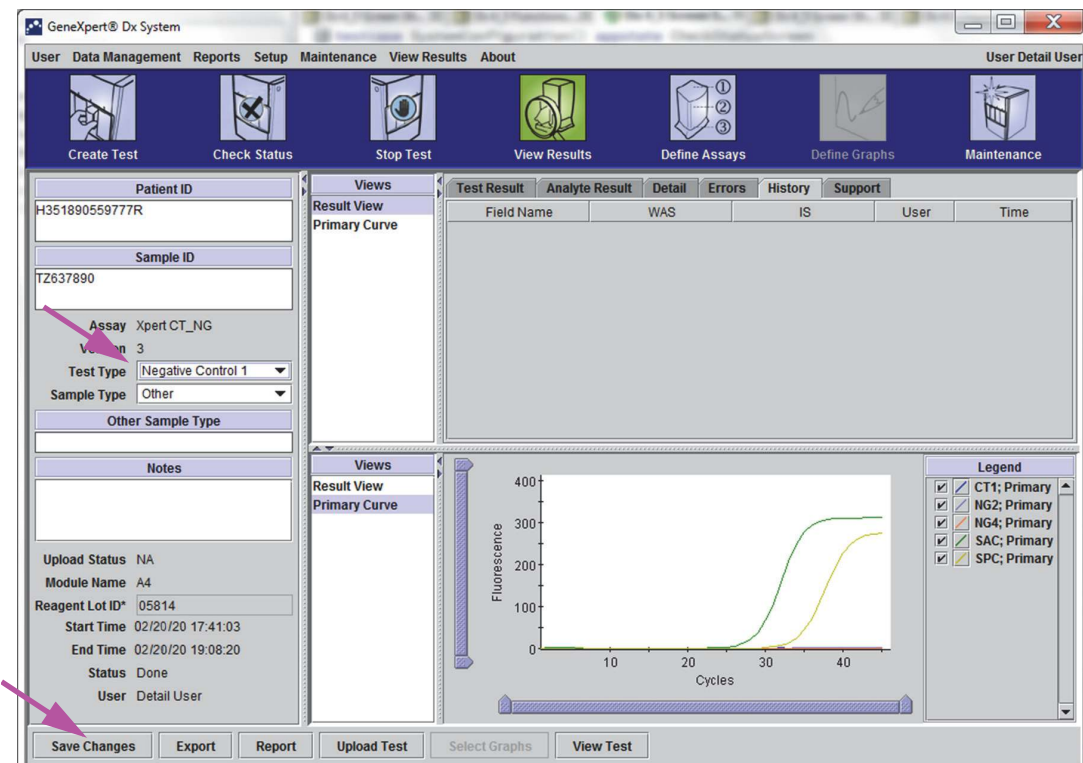 GeneXpert® Dx System
User Data Management Reports Setup Maintenance View Results About User Detail User
Create Test Check Status Stop Test View Results Define Assays Define Graphs Maintenance
① ② ③
Patient ID
H351890559777R
Sample ID
TZ637890
Assay Xpert CT_NG
3
Test Type Negative Control 1
Sample Type Other
Other Sample Type
Notes
Upload Status NA
Module Name A4
Reagent Lot ID* 05814
Start Time 02/20/20 17:41:03
End Time 02/20/20 19:08:20
Status Done
User Detail User
Views
Result View
Primary Curve
Test Result Analyte Result Detail Errors History Support
Field Name WAS IS User Time
Views
Result View
Primary Curve
400
300
200
100
0
Fluorescence
10 20 30 40
Cycles
Legend
CT1; Primary
NG2; Primary
NG4; Primary
SAC; Primary
SPC; Primary
Save Changes Export Report Upload Test Select Graphs View Test